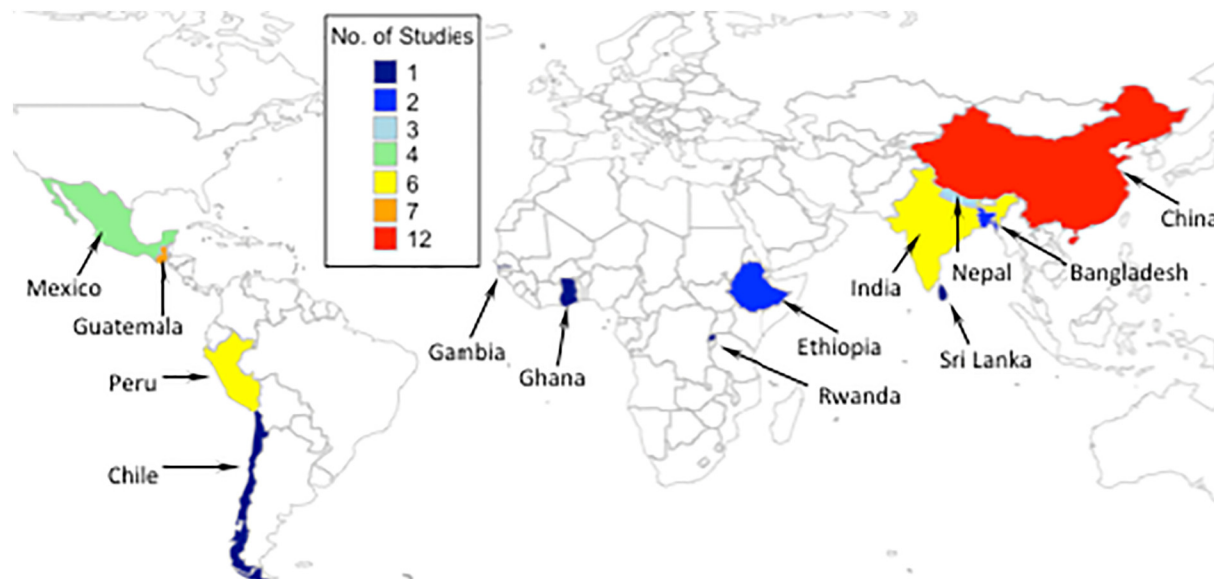 No. of Studies
1
2
3
4
6
7
12
China
Mexico
India
Nepal
Bangladesh
Guatemala
Gambia
Ethiopia
Sri Lanka
Ghana
Peru
Rwanda
Chile